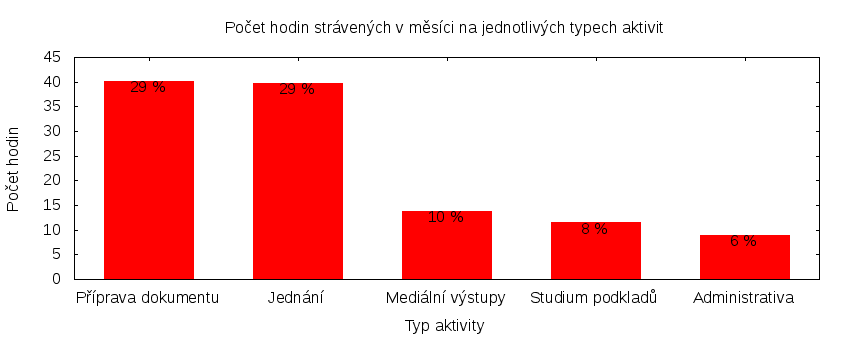 Počet hodin strávených v měsíci na jednotlivých typech aktivit
45
40
35
30
25
20
15
10
5
0
Počet hodin
29 %
29 %
10 %
8 %
6 %
Příprava dokumentu
Jednání
Mediální výstupy
Studium podkladů
Administrativa
Typ aktivity